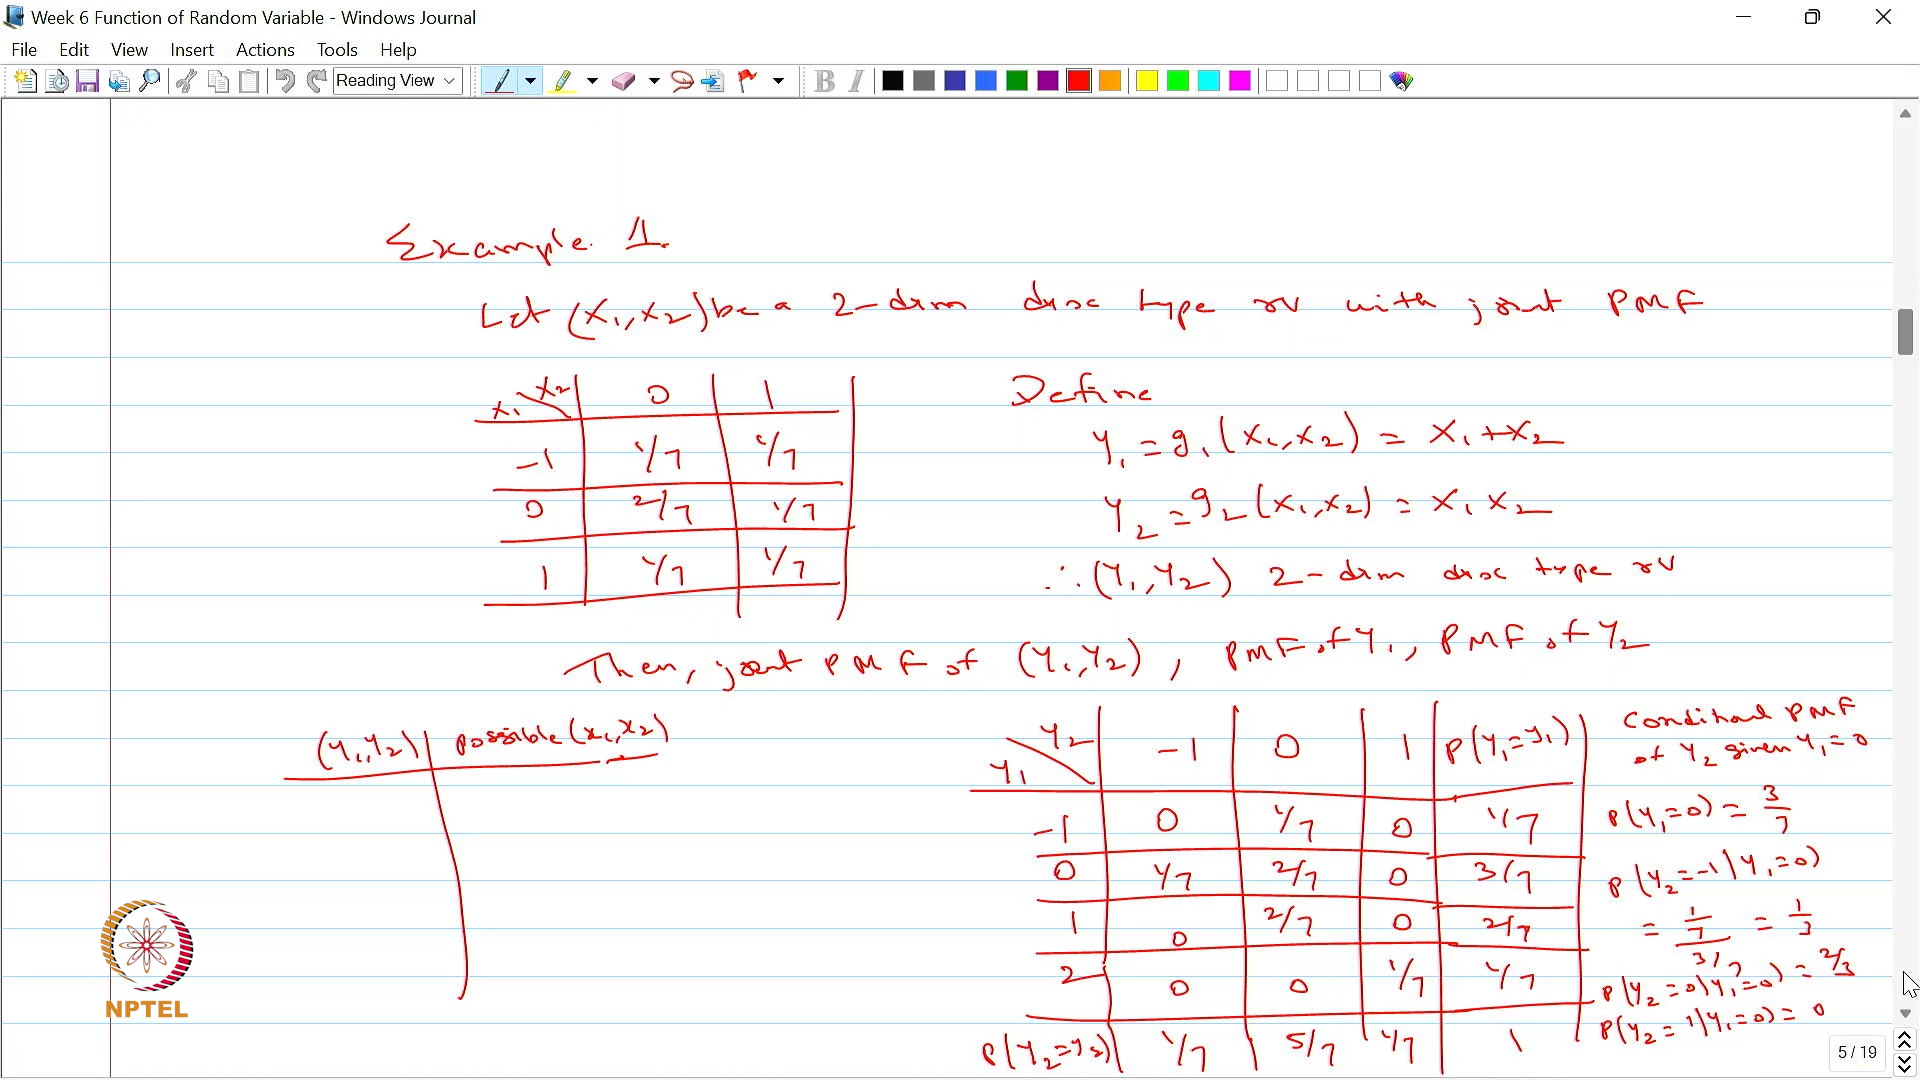 Week 6 Function of Random Variable - Windows Journal
File Edit View Insert Actions Tools Help
Reading View B I
Example 1.
Let (X1, X2) be a 2-dim disc type rv with joint PMF
X1 \ X2 | 0 | 1
-1 | 1/7 | 1/7
0 | 2/7 | 1/7
1 | 1/7 | 1/7
Define
Y1 = g1(X1, X2) = X1 + X2
Y2 = g2(X1, X2) = X1 X2
∴ (Y1, Y2) 2-dim disc type rv
Then, joint PMF of (Y1, Y2), PMF of Y1, PMF of Y2
(Y1, Y2) | possible (x1, x2)
Y1 \ Y2 | -1 | 0 | 1 | P(Y1=y1)
-1 | 0 | 1/7 | 0 | 1/7
0 | 1/7 | 2/7 | 0 | 3/7
1 | 0 | 2/7 | 0 | 2/7
2 | 0 | 0 | 1/7 | 1/7
P(Y2=y2) | 1/7 | 5/7 | 1/7 | 1
Conditional PMF
of Y2 given Y1=0
P(Y1=0) = 3/7
P(Y2=-1|Y1=0)
= (1/7)/(3/7) = 1/3
P(Y2=0|Y1=0) = 2/3
P(Y2=1|Y1=0) = 0
NPTEL
5 / 19